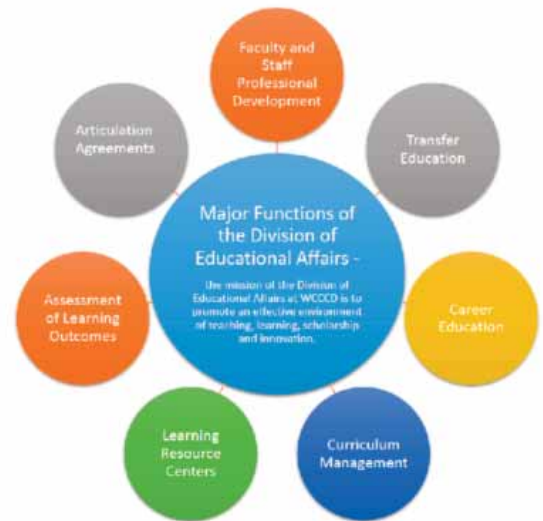 Faculty and
Staff
Professional
Development
Transfer
Education
Career
Education
Curriculum
Management
Learning
Resource
Centers
Assessment
of Learning
Outcomes
Articulation
Agreements
Major Functions of
the Division of
Educational Affairs -
the mission of the Division of
Educational Affairs at WCCCD is to
promote an effective environment
of teaching, learning, scholarship
and innovation.